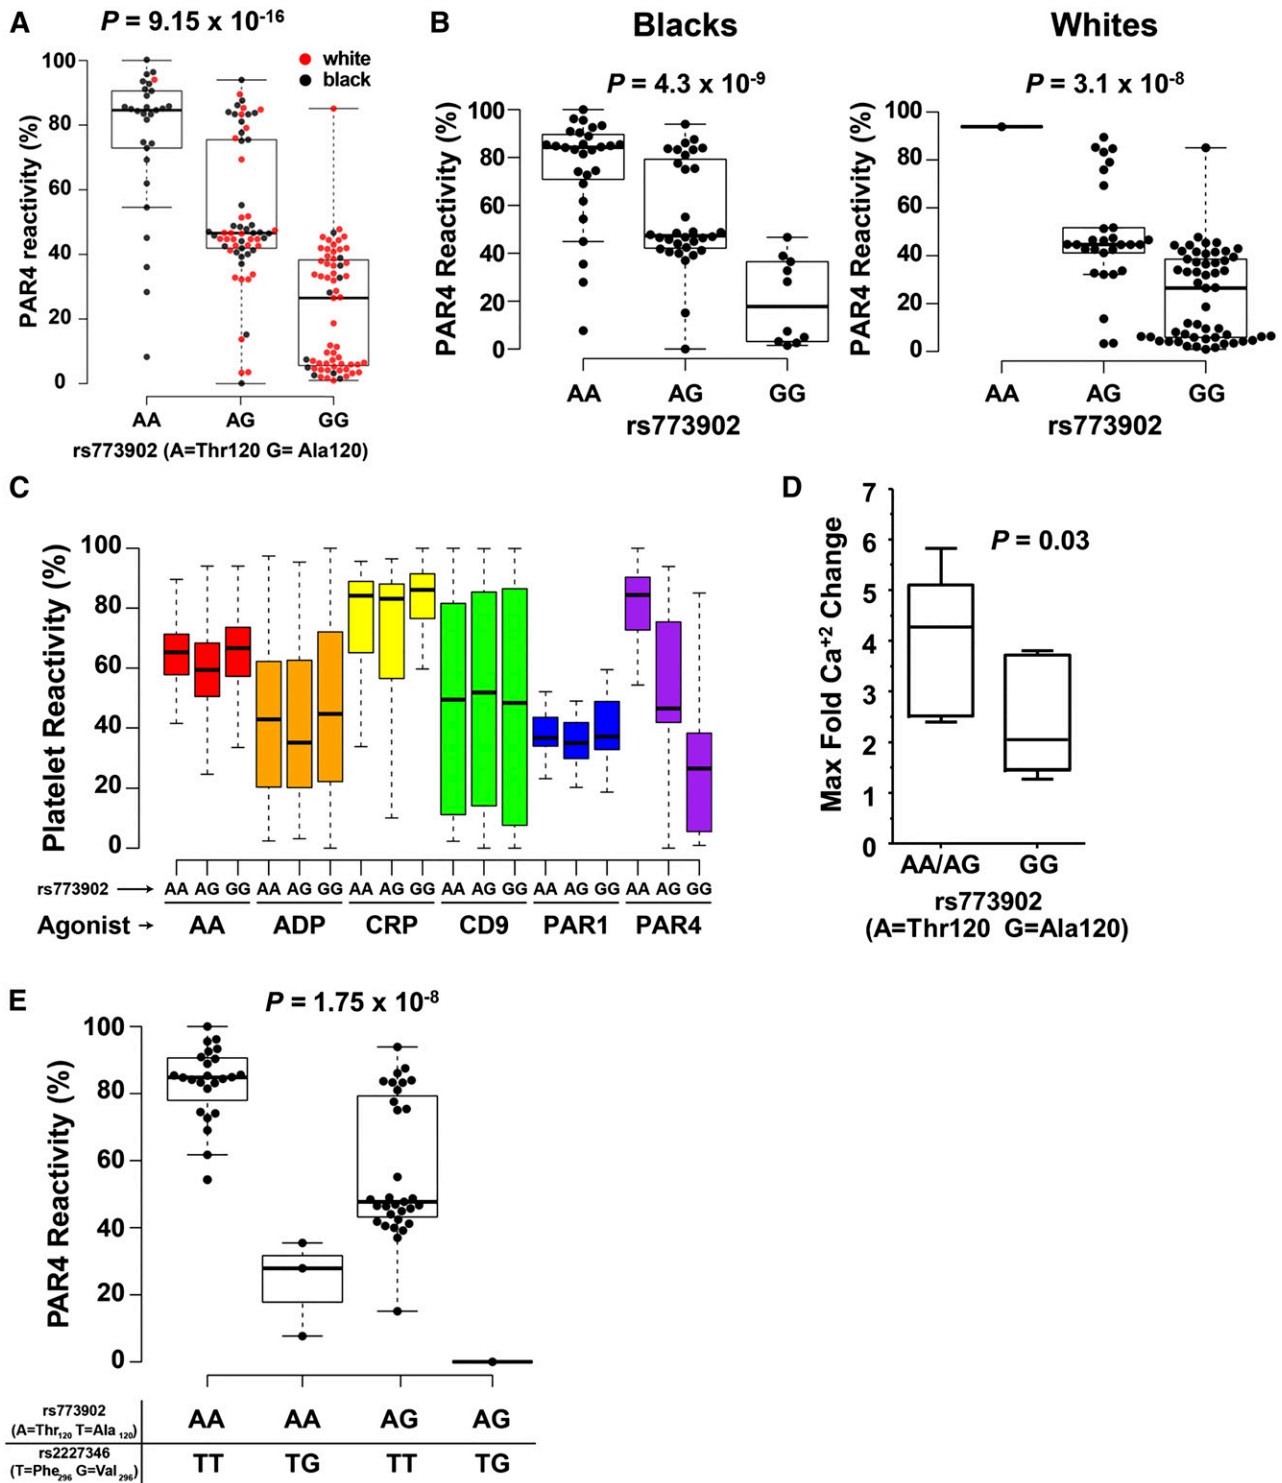 A
P = 9.15 x 10-16
white
black
PAR4 reactivity (%)
100
80
60
40
20
0
AA AG GG
rs773902 (A=Thr120 G= Ala120)
B
Blacks
P = 4.3 x 10-9
PAR4 Reactivity (%)
100
80
60
40
20
0
AA AG GG
rs773902
Whites
P = 3.1 x 10-8
PAR4 Reactivity (%)
100
80
60
40
20
0
AA AG GG
rs773902
C
Platelet Reactivity (%)
100
80
60
40
20
0
rs773902 → AA AG GG AA AG GG AA AG GG AA AG GG AA AG GG AA AG GG
Agonist → AA ADP CRP CD9 PAR1 PAR4
D
P = 0.03
Max Fold Ca+2 Change
7
6
5
4
3
2
1
0
AA/AG GG
rs773902
(A=Thr120 G=Ala120)
E
P = 1.75 x 10-8
PAR4 Reactivity (%)
100
80
60
40
20
0
rs773902
(A=Thr120 T=Ala 120)
AA AA AG AG
rs2227346
(T=Phe296 G=Val 296)
TT TG TT TG